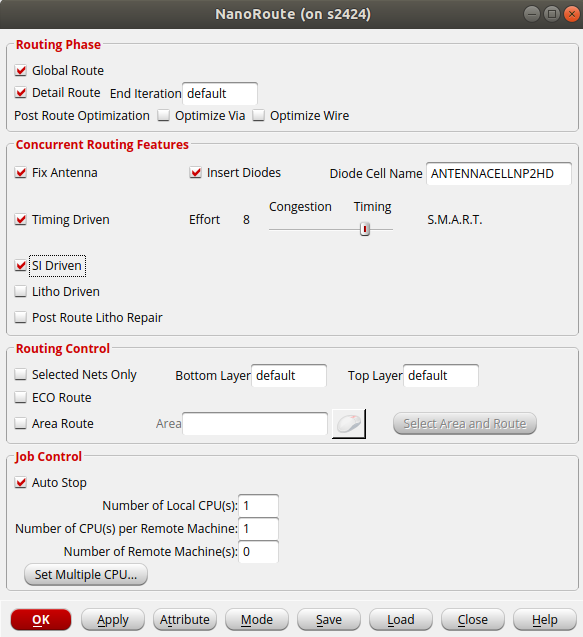 NanoRoute (on s2424)
Routing Phase
Global Route
Detail Route End Iteration default
Post Route Optimization Optimize Via Optimize Wire
Concurrent Routing Features
Fix Antenna Insert Diodes Diode Cell Name ANTENNACELLNP2HD
Congestion Timing
Timing Driven Effort 8 S.M.A.R.T.
SI Driven
Litho Driven
Post Route Litho Repair
Routing Control
Selected Nets Only Bottom Layer default Top Layer default
ECO Route
Area Route Area Select Area and Route
Job Control
Auto Stop
Number of Local CPU(s): 1
Number of CPU(s) per Remote Machine: 1
Number of Remote Machine(s): 0
Set Multiple CPU...
OK Apply Attribute Mode Save Load Close Help